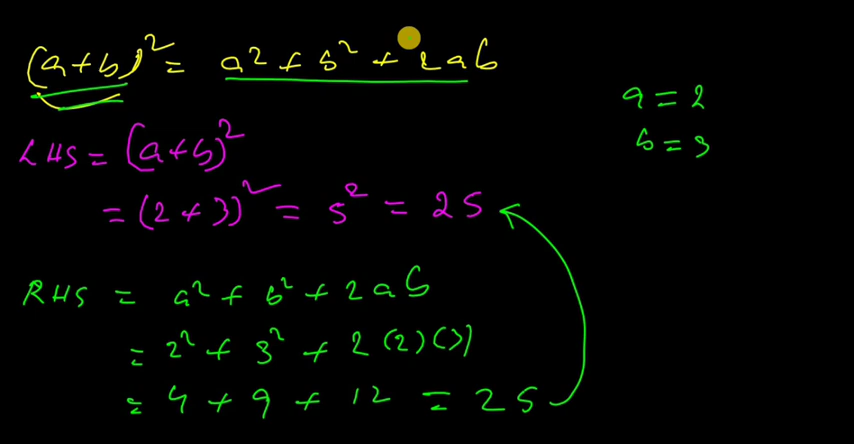 (a+b)² = a² + b² + 2ab
a = 2
b = 3
LHS = (a+b)²
= (2+3)² = 5² = 25
RHS = a² + b² + 2ab
= 2² + 3² + 2(2)(3)
= 4 + 9 + 12 = 25